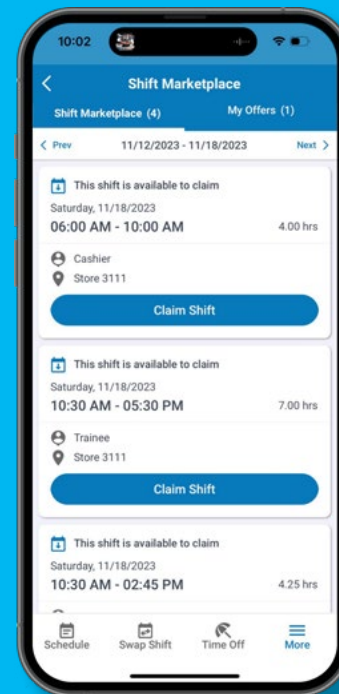 10:02
Shift Marketplace
Shift Marketplace (4) My Offers (1)
Prev 11/12/2023 - 11/18/2023 Next
This shift is available to claim
Saturday, 11/18/2023
06:00 AM - 10:00 AM 4.00 hrs
Cashier
Store 3111
Claim Shift
This shift is available to claim
Saturday, 11/18/2023
10:30 AM - 05:30 PM 7.00 hrs
Trainee
Store 3111
Claim Shift
This shift is available to claim
Saturday, 11/18/2023
10:30 AM - 02:45 PM 4.25 hrs
Schedule Swap Shift Time Off More